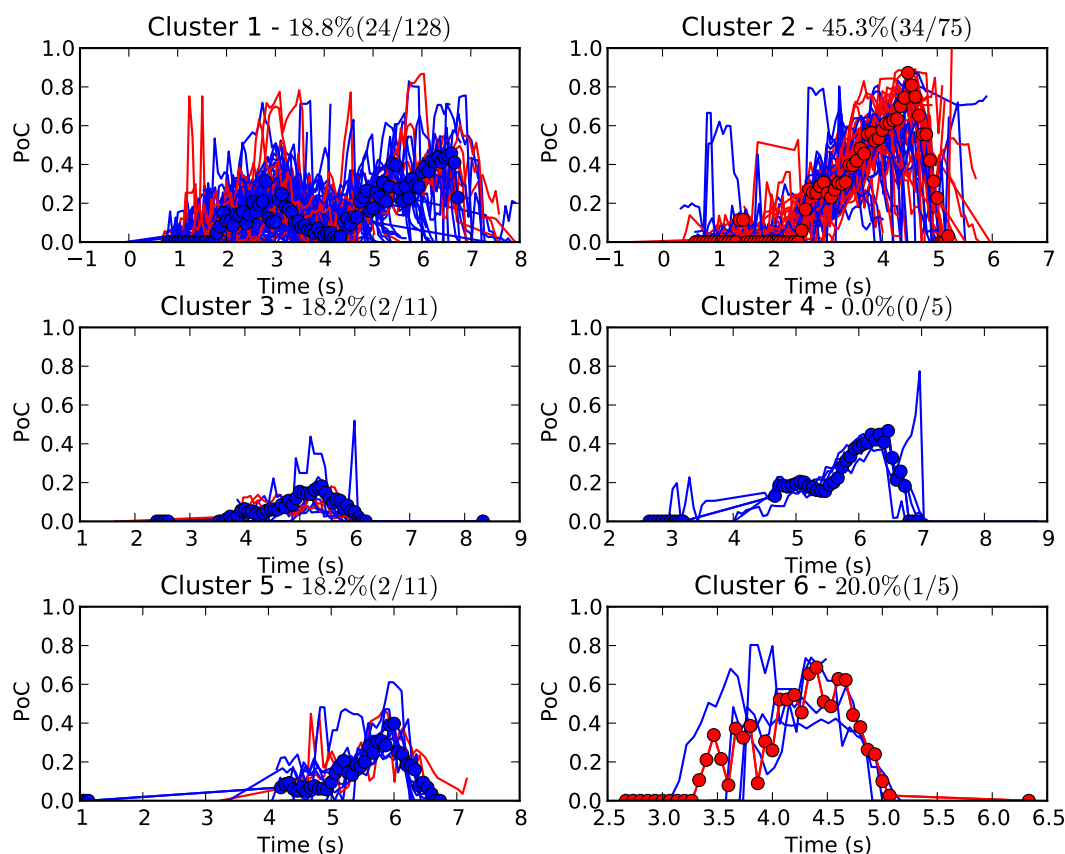 Cluster 1 - 18.8%(24/128)
Cluster 2 - 45.3%(34/75)
1.0
0.8
0.6
0.4
0.2
0.0
PoC
−1 0 1 2 3 4 5 6 7 8
Time (s)
1.0
0.8
0.6
0.4
0.2
0.0
PoC
−1 0 1 2 3 4 5 6 7
Time (s)
Cluster 3 - 18.2%(2/11)
Cluster 4 - 0.0%(0/5)
1.0
0.8
0.6
0.4
0.2
0.0
PoC
1 2 3 4 5 6 7 8 9
Time (s)
1.0
0.8
0.6
0.4
0.2
0.0
PoC
2 3 4 5 6 7 8 9
Time (s)
Cluster 5 - 18.2%(2/11)
Cluster 6 - 20.0%(1/5)
1.0
0.8
0.6
0.4
0.2
0.0
PoC
1 2 3 4 5 6 7 8
Time (s)
1.0
0.8
0.6
0.4
0.2
0.0
PoC
2.5 3.0 3.5 4.0 4.5 5.0 5.5 6.0 6.5
Time (s)